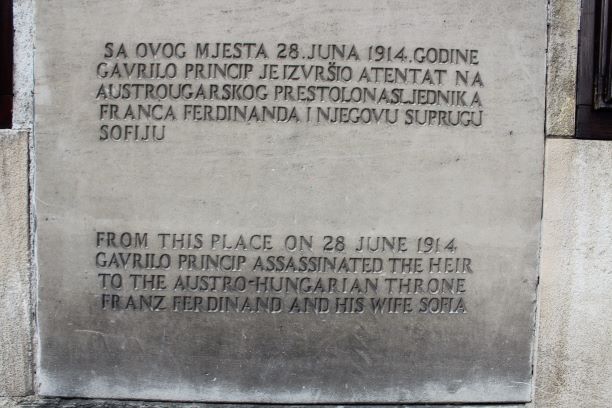 SA OVOG MJESTA 28. JUNA 1914. GODINE
GAVRILO PRINCIP JE IZVRŠIO ATENTAT NA
AUSTROUGARSKOG PRESTOLONASLJEDNIKA
FRANCA FERDINANDA I NJEGOVU SUPRUGU
SOFIJU
FROM THIS PLACE ON 28 JUNE 1914
GAVRILO PRINCIP ASSASSINATED THE HEIR
TO THE AUSTRO-HUNGARIAN THRONE
FRANZ FERDINAND AND HIS WIFE SOFIA